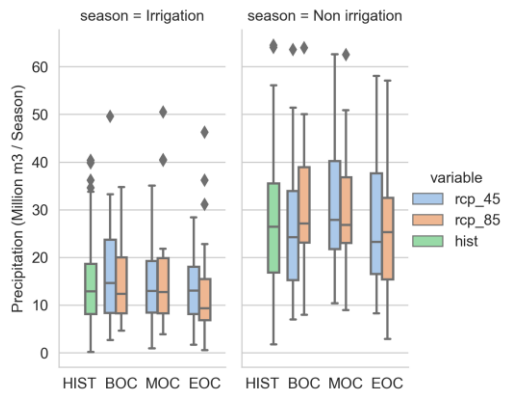 season = Irrigation
season = Non irrigation
Precipitation (Million m3 / Season)
60
50
40
30
20
10
0
HIST BOC MOC EOC
HIST BOC MOC EOC
variable
rcp_45
rcp_85
hist